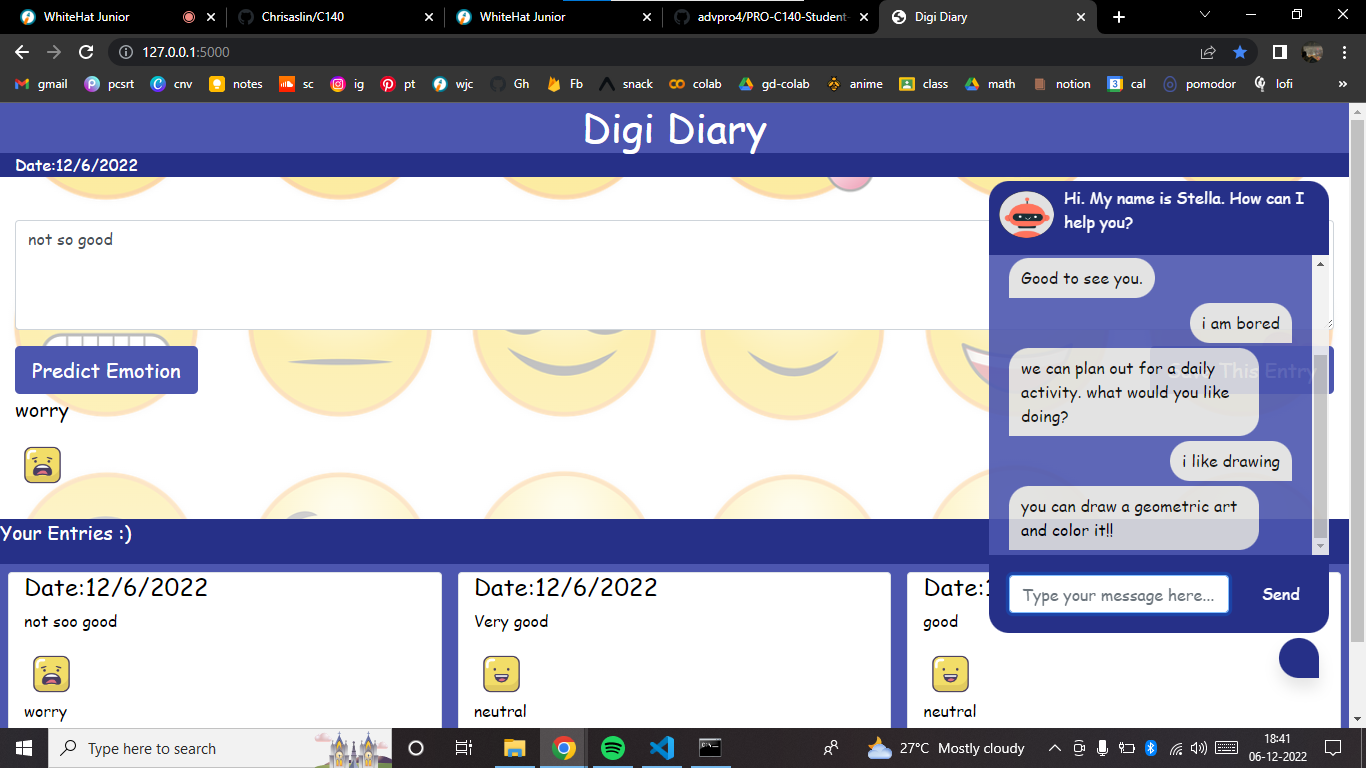 WhiteHat Junior
Chrisaslin/C140
WhiteHat Junior
advpro4/PRO-C140-Student-
Digi Diary
127.0.0.1:5000
gmail
pcsrt
cnv
notes
sc
ig
pt
wjc
Gh
Fb
snack
colab
gd-colab
anime
class
math
notion
cal
pomodor
lofi
»
Digi Diary
Date:12/6/2022
not so good
Predict Emotion
This Entry
worry
Hi. My name is Stella. How can I
help you?
Good to see you.
i am bored
we can plan out for a daily
activity. what would you like
doing?
i like drawing
you can draw a geometric art
and color it!!
Type your message here...
Send
Your Entries :)
Date:12/6/2022
not soo good
worry
Date:12/6/2022
Very good
neutral
Date:1
good
neutral
Type here to search
27°C Mostly cloudy
18:41
06-12-2022